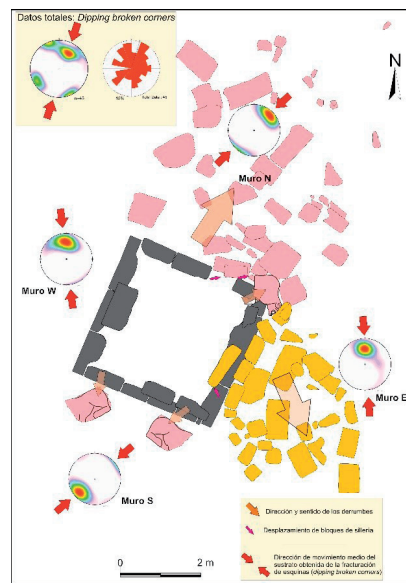 Datos totales: Dipping broken corners
N
Muro N
Muro W
Muro E
Muro S
Dirección y sentido de los derrumbes
Desplazamiento de bloques de sillería
Dirección de movimiento medio del
sustrato obtenida de la fracturación
de esquinas (dipping broken corners)
0 2 m